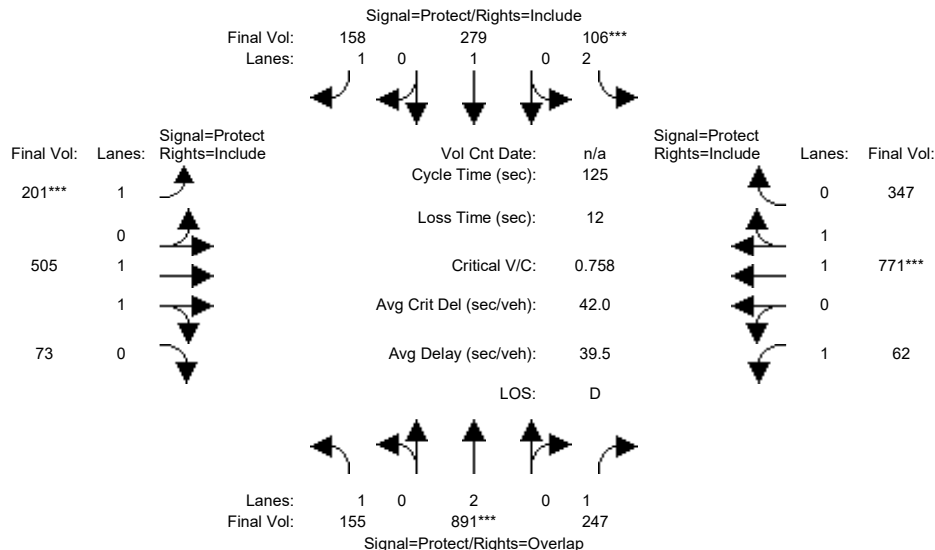 Signal=Protect/Rights=Include
Final Vol: 158 279 106***
Lanes: 1 0 1 0 2
Signal=Protect Signal=Protect
Final Vol: Lanes: Rights=Include Vol Cnt Date: n/a Rights=Include Lanes: Final Vol:
Cycle Time (sec): 125
201*** 1 0 347
Loss Time (sec): 12
0 1
505 1 Critical V/C: 0.758 1 771***
1 Avg Crit Del (sec/veh): 42.0 0
73 0 Avg Delay (sec/veh): 39.5 1 62
LOS: D
Lanes: 1 0 2 0 1
Final Vol: 155 891*** 247
Signal=Protect/Rights=Overlap